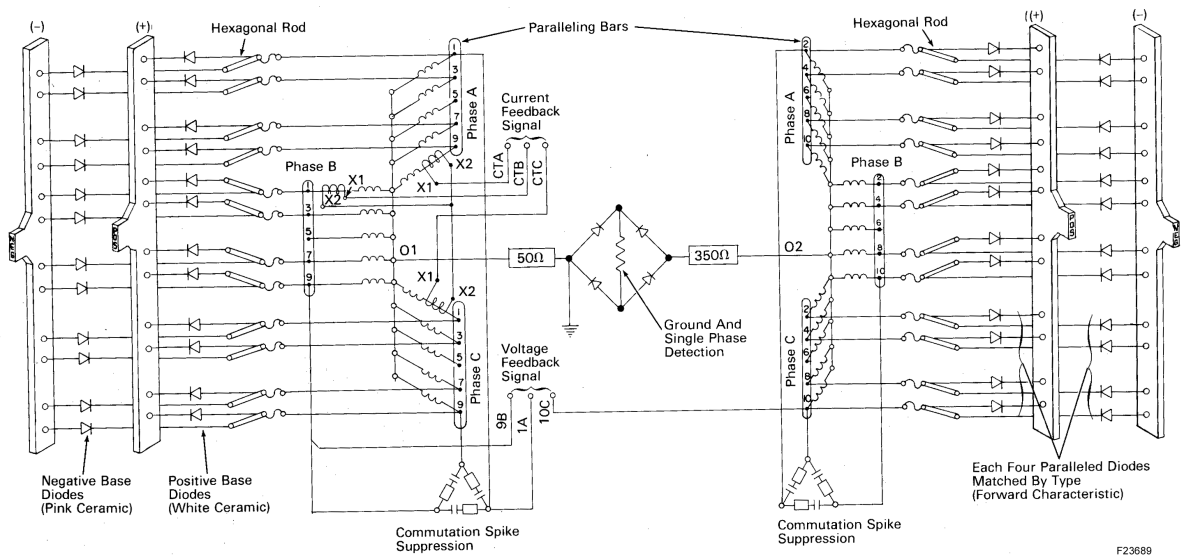 (-)
(+)
Hexagonal Rod
Paralleling Bars
Hexagonal Rod
((+)
(-)
1
3
5
7
9
Phase A
Current
Feedback
Signal
CTA
CTB
CTC
X2
X1
Phase B
X1
X2
1
3
5
7
9
O1
X1
X2
1
3
5
7
9
Phase C
50Ω
350Ω
Ground And
Single Phase
Detection
Voltage
Feedback
Signal
9B
1A
10C
2
4
6
8
10
Phase A
Phase B
2
4
6
8
10
O2
2
4
6
8
10
Phase C
Negative Base
Diodes
(Pink Ceramic)
Positive Base
Diodes
(White Ceramic)
Commutation Spike
Suppression
Commutation Spike
Suppression
Each Four Paralleled Diodes
Matched By Type
(Forward Characteristic)
F23689